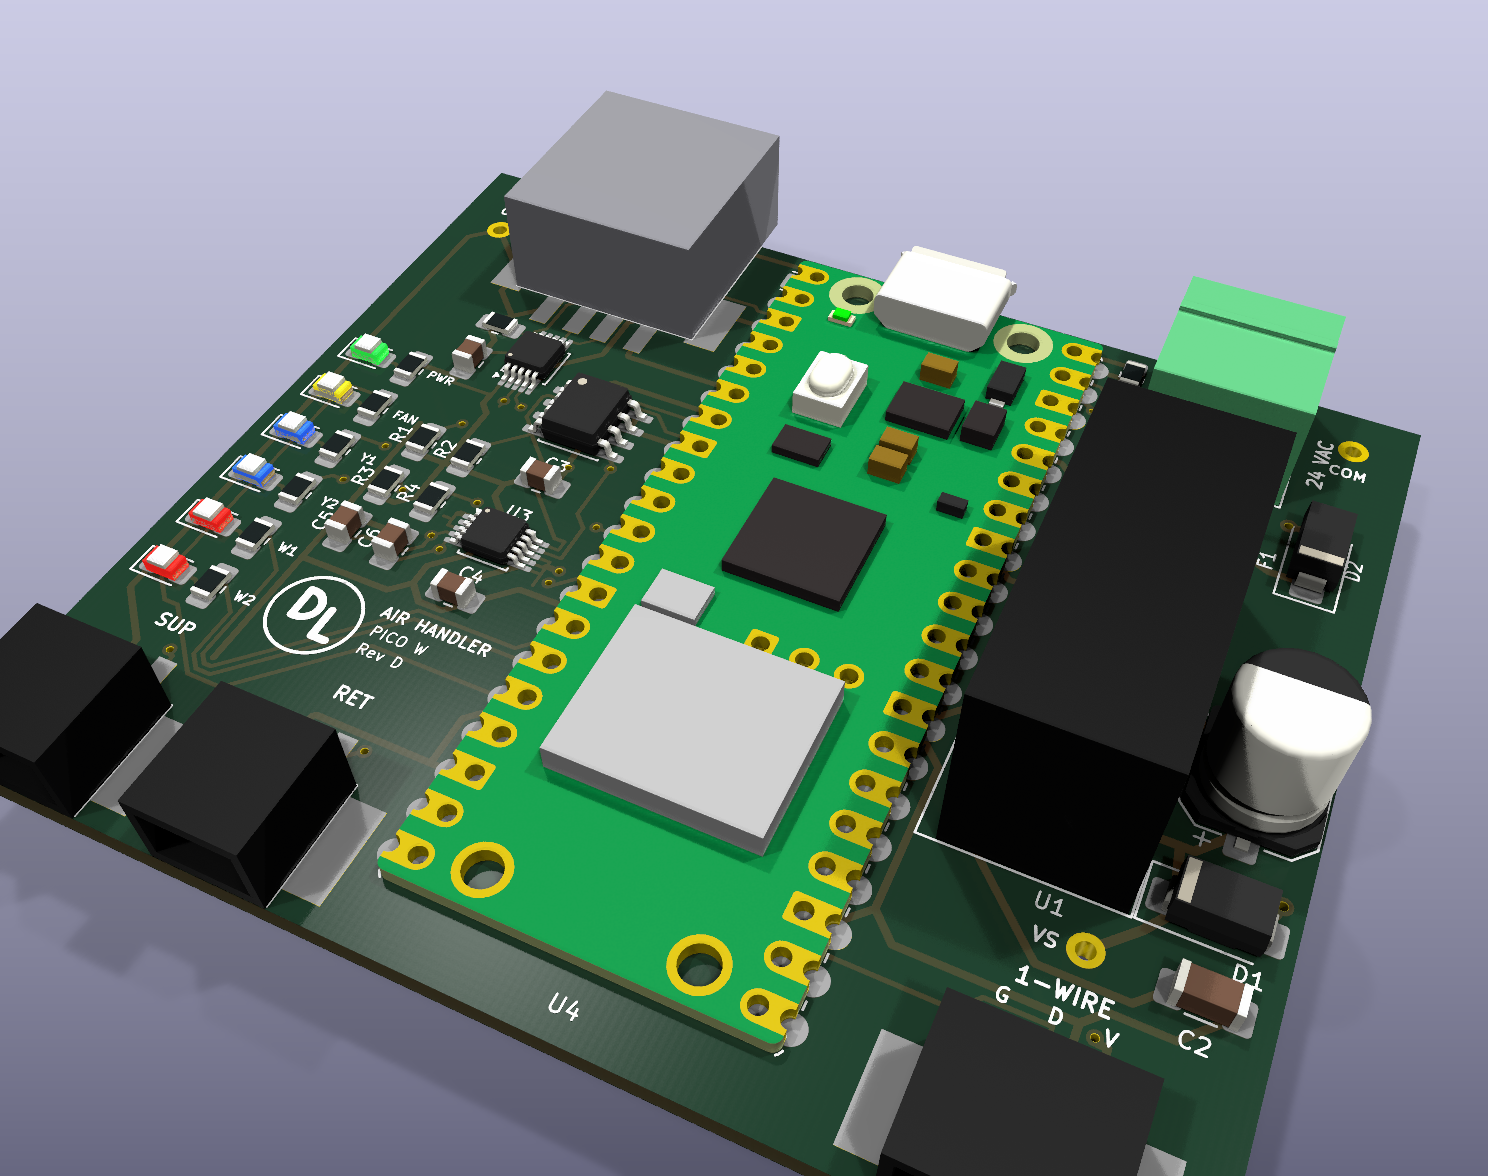 PWR
FAN
R1
R2
Y1
R3
R4
Y2
C5
C6
C3
U3
C4
W1
W2
SUP
DL
AIR HANDLER
PICO W
Rev D
RET
U4
24 VAC
COM
F1
D2
+
U1
VS
1-WIRE
G
D
V
D1
C2